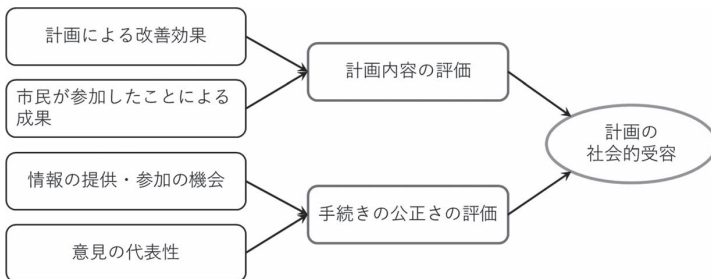 計画による改善効果
市民が参加したことによる
成果
情報の提供・参加の機会
意見の代表性
計画内容の評価
手続きの公正さの評価
計画の
社会的受容